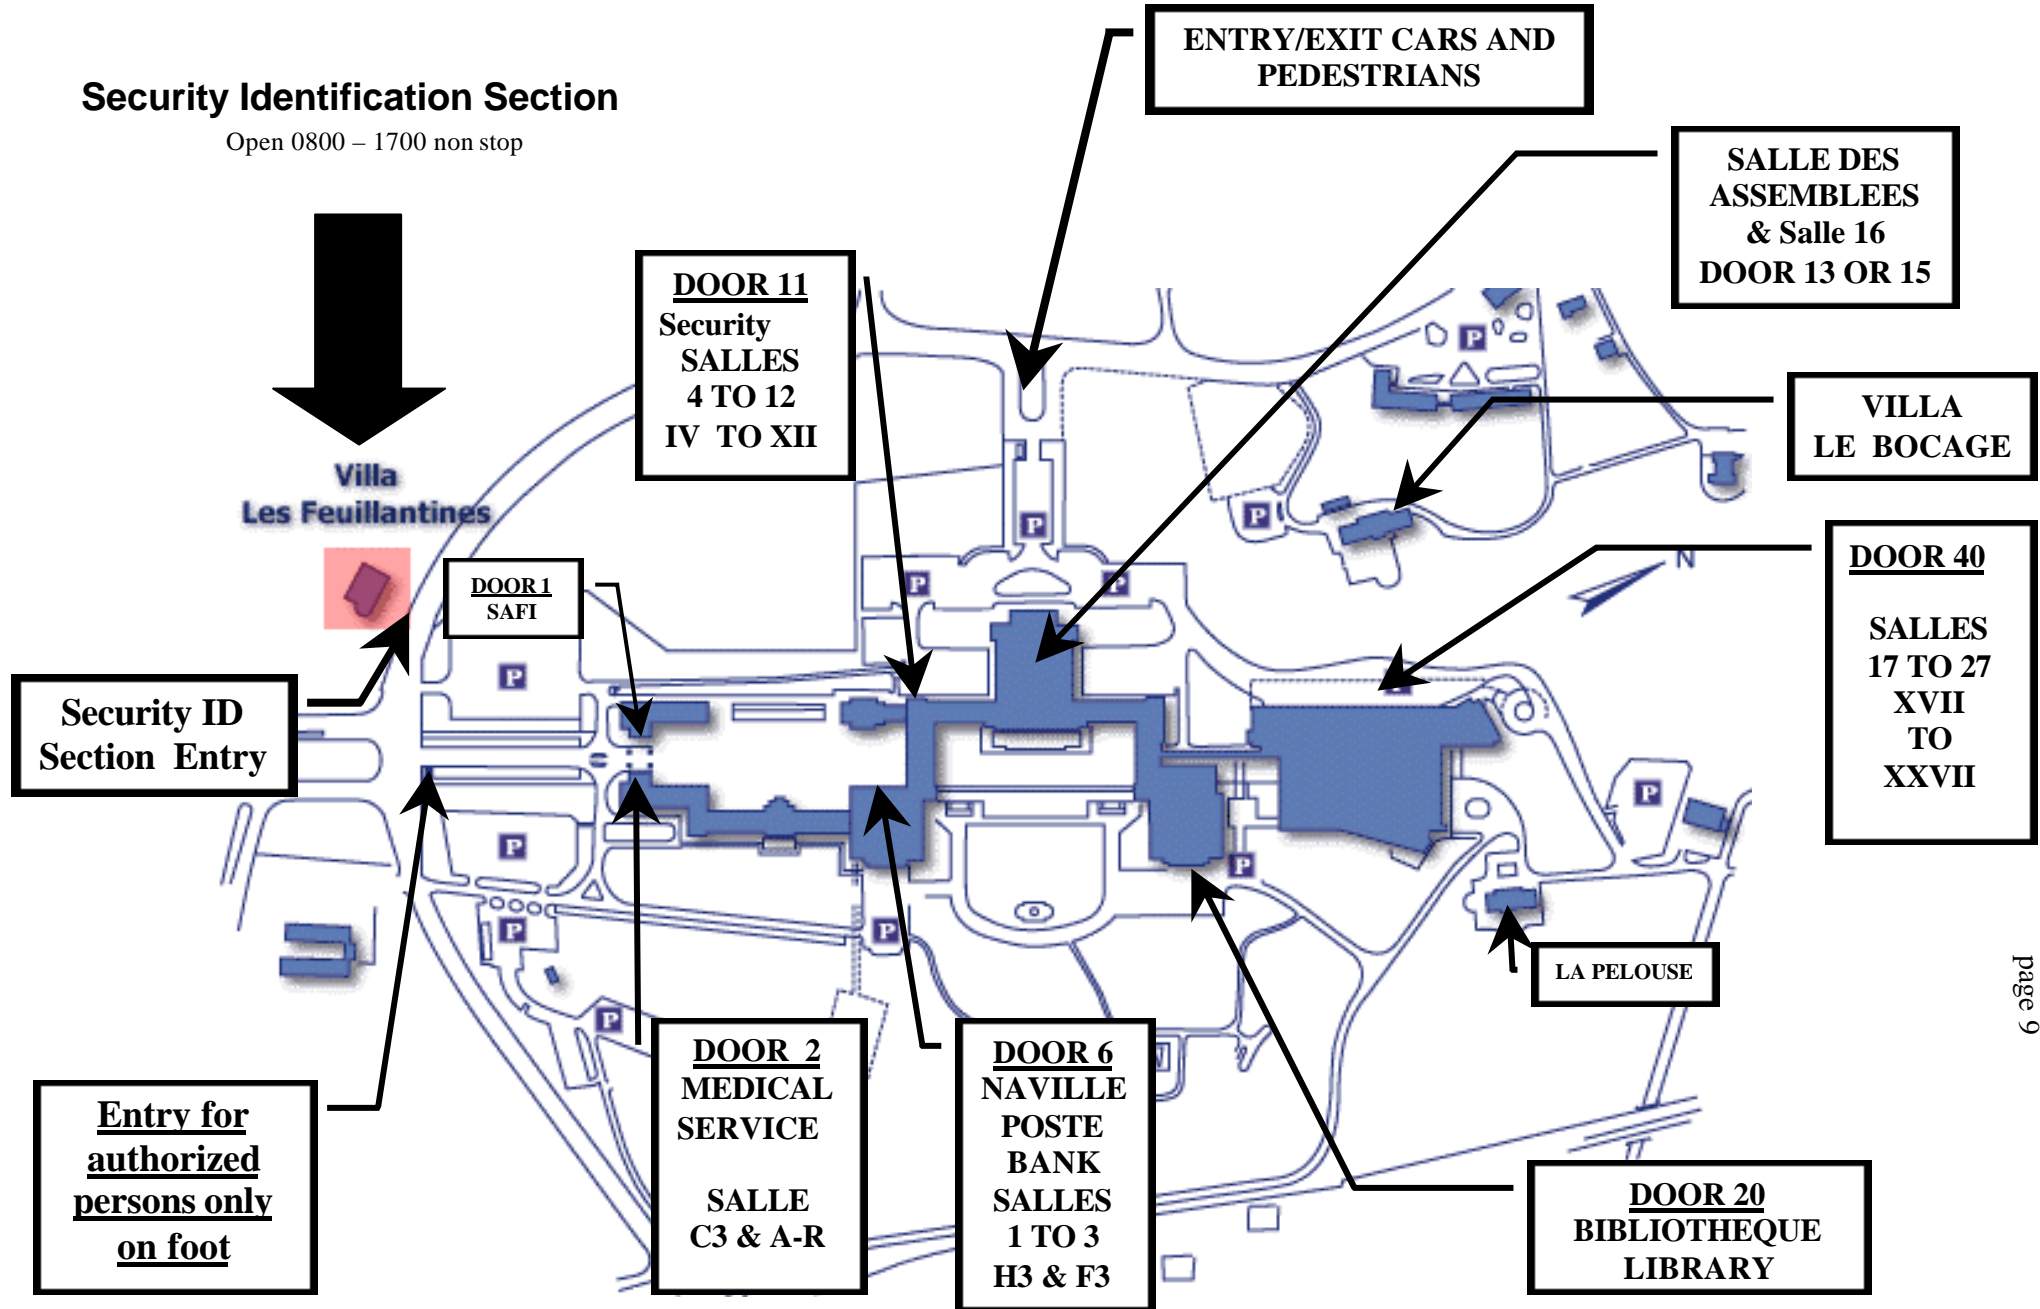 ENTRY/EXIT CARS AND
PEDESTRIANS
Security Identification Section
Open 0800 – 1700 non stop
SALLE DES
ASSEMBLEES
& Salle 16
DOOR 13 OR 15
DOOR 11
Security
SALLES
4 TO 12
IV TO XII
VILLA
LE BOCAGE
Villa
Les Feuillantines
DOOR 1
SAFI
DOOR 40
SALLES
17 TO 27
XVII
TO
XXVII
N
P
P
P
P
P
P
P
P
P
P
P
P
P
Security ID
Section Entry
LA PELOUSE
page 9
Entry for
authorized
persons only
on foot
DOOR 2
MEDICAL
SERVICE
SALLE
C3 & A-R
DOOR 6
NAVILLE
POSTE
BANK
SALLES
1 TO 3
H3 & F3
DOOR 20
BIBLIOTHEQUE
LIBRARY